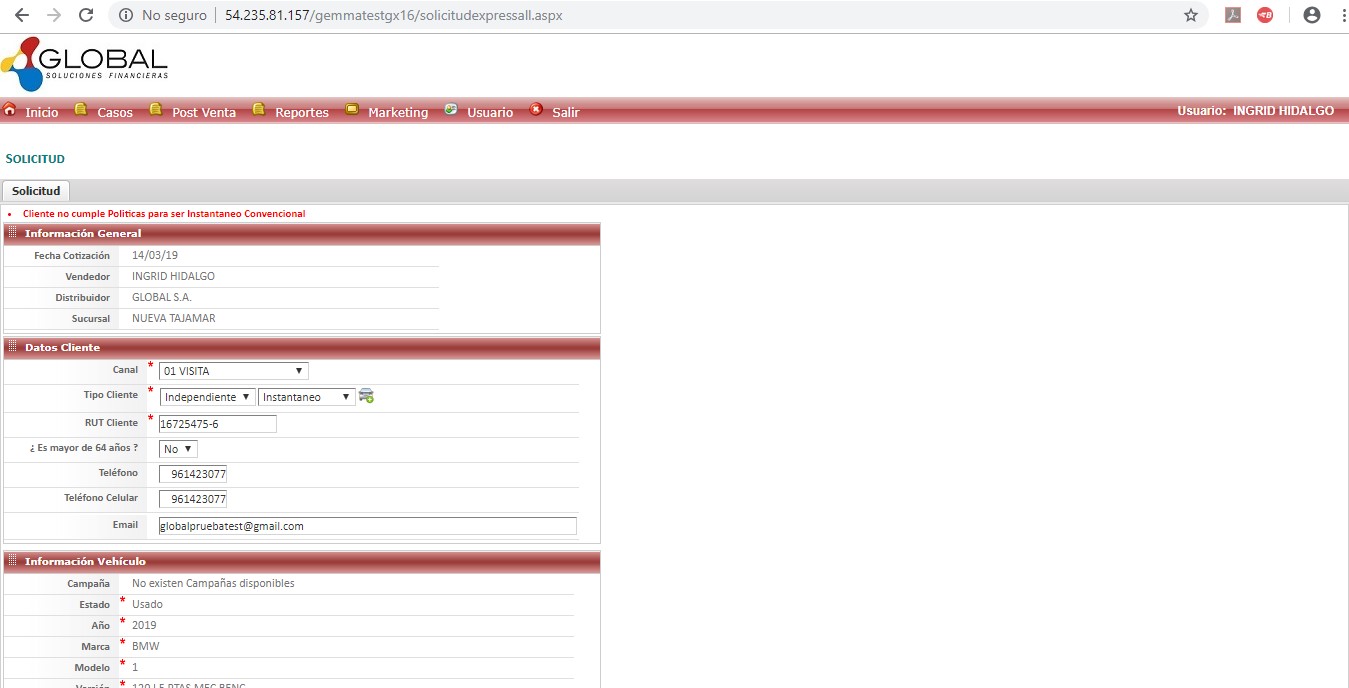 No seguro 54.235.81.157/gemmatestgx16/solicitudexpressall.aspx
GLOBAL
SOLUCIONES FINANCIERAS
Inicio Casos Post Venta Reportes Marketing Usuario Salir Usuario: INGRID HIDALGO
SOLICITUD
Solicitud
Cliente no cumple Politicas para ser Instantaneo Convencional
Información General
Fecha Cotización 14/03/19
Vendedor INGRID HIDALGO
Distribuidor GLOBAL S.A.
Sucursal NUEVA TAJAMAR
Datos Cliente
Canal * 01 VISITA
Tipo Cliente * Independiente Instantaneo
RUT Cliente * 16725475-6
¿ Es mayor de 64 años ? No
Teléfono 961423077
Teléfono Celular 961423077
Email globalpruebatest@gmail.com
Información Vehículo
Campaña No existen Campañas disponibles
Estado * Usado
Año * 2019
Marca * BMW
Modelo * 1
Versión *